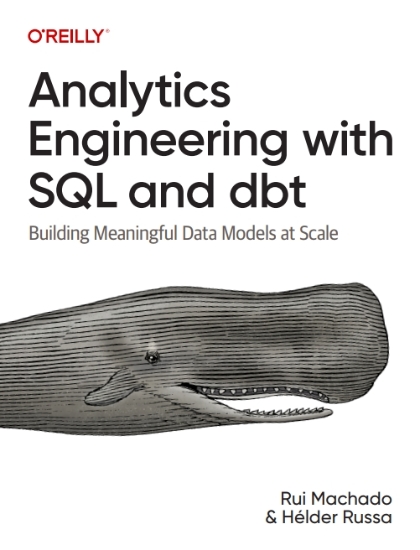 O'REILLY®
Analytics
Engineering with
SQL and dbt
Building Meaningful Data Models at Scale
Rui Machado
& Hélder Russa